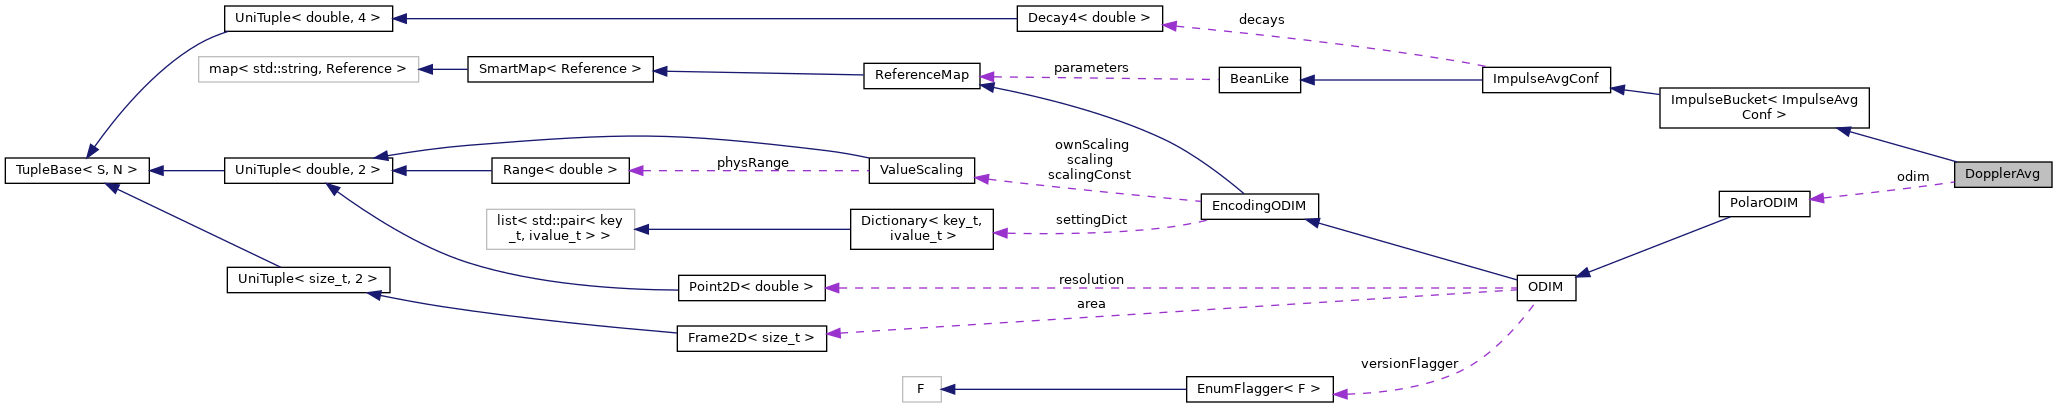 UniTuple< double, 4 >
Decay4< double >
decays
map< std::string, Reference >
SmartMap< Reference >
ReferenceMap
parameters
BeanLike
ImpulseAvgConf
ImpulseBucket< ImpulseAvg
Conf >
TupleBase< S, N >
UniTuple< double, 2 >
physRange
Range< double >
ValueScaling
ownScaling
scaling
scalingConst
DopplerAvg
odim
PolarODIM
EncodingODIM
list< std::pair< key
_t, ivalue_t > >
Dictionary< key_t,
ivalue_t >
settingDict
UniTuple< size_t, 2 >
Point2D< double >
resolution
ODIM
area
Frame2D< size_t >
versionFlagger
F
EnumFlagger< F >